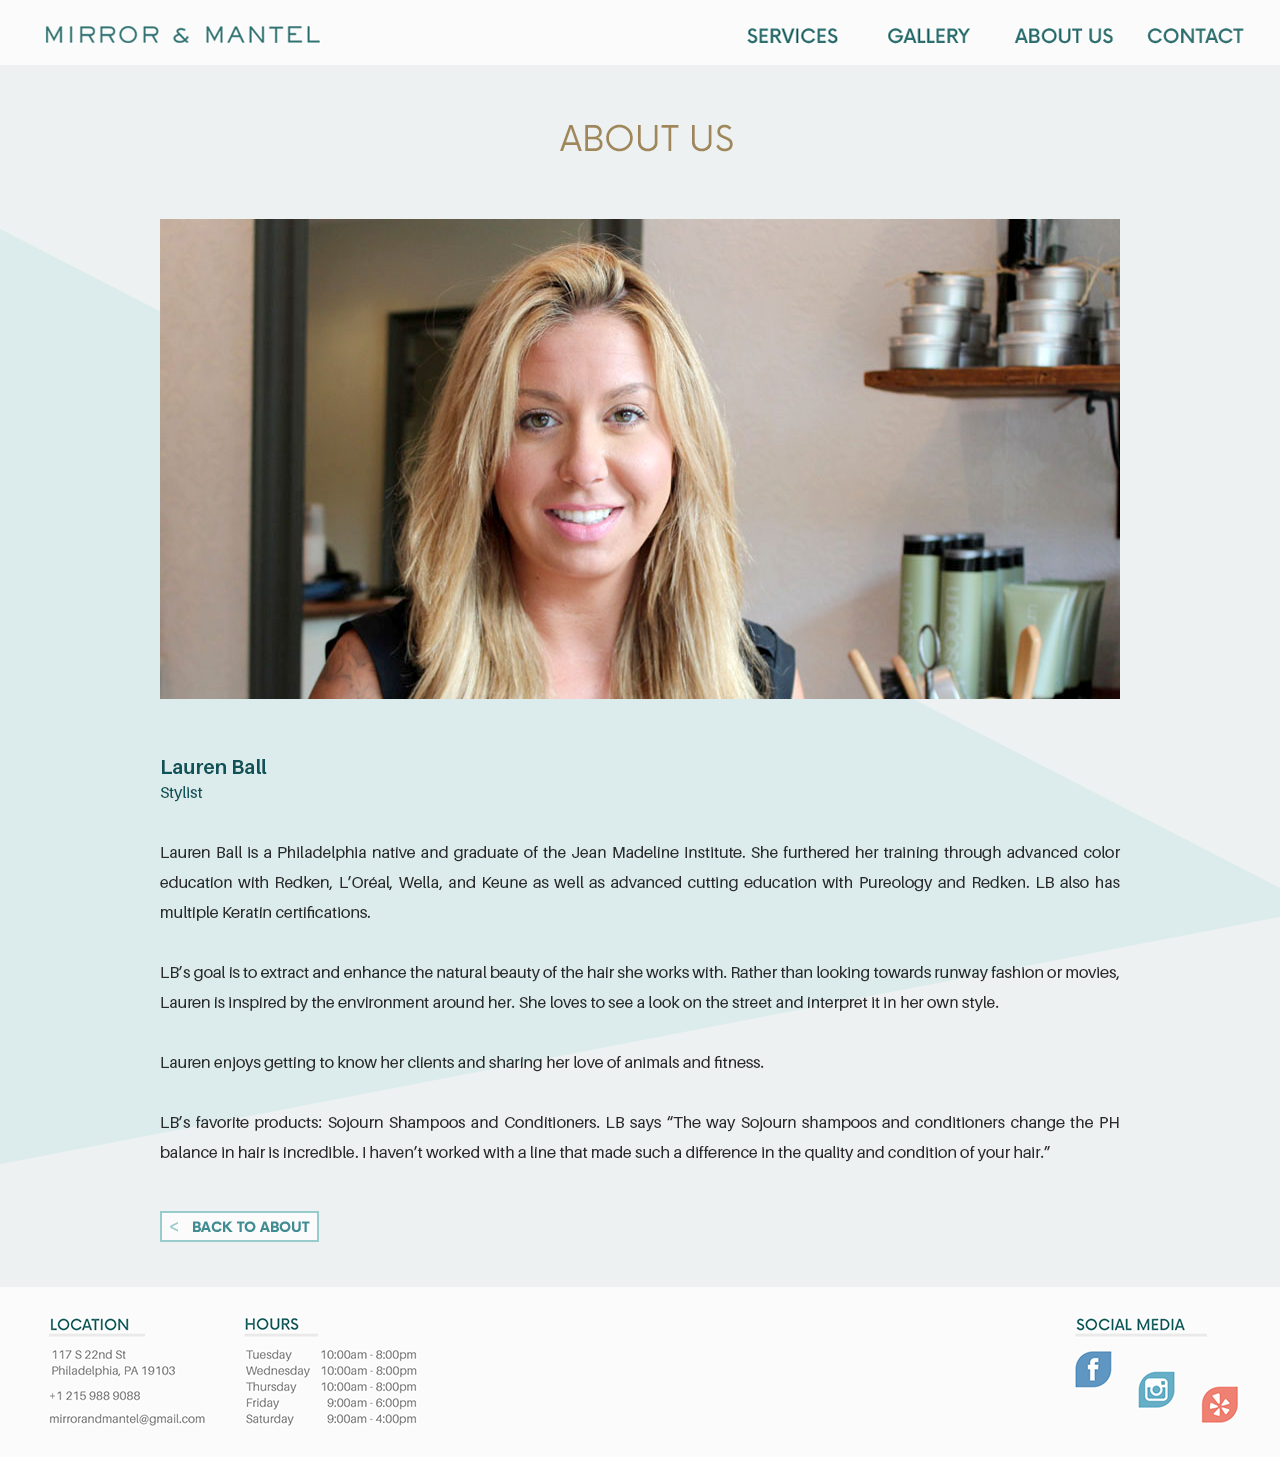 MIRROR & MANTEL
SERVICES GALLERY ABOUT US CONTACT
ABOUT US
Lauren Ball
Stylist
Lauren Ball is a Philadelphia native and graduate of the Jean Madeline Institute. She furthered her training through advanced color
education with Redken, L’Oréal, Wella, and Keune as well as advanced cutting education with Pureology and Redken. LB also has
multiple Keratin certifications.
LB’s goal is to extract and enhance the natural beauty of the hair she works with. Rather than looking towards runway fashion or movies,
Lauren is inspired by the environment around her. She loves to see a look on the street and interpret it in her own style.
Lauren enjoys getting to know her clients and sharing her love of animals and fitness.
LB’s favorite products: Sojourn Shampoos and Conditioners. LB says “The way Sojourn shampoos and conditioners change the PH
balance in hair is incredible. I haven’t worked with a line that made such a difference in the quality and condition of your hair.”
< BACK TO ABOUT
LOCATION
117 S 22nd St
Philadelphia, PA 19103
+1 215 988 9088
mirrorandmantel@gmail.com
HOURS
Tuesday 10:00am - 8:00pm
Wednesday 10:00am - 8:00pm
Thursday 10:00am - 8:00pm
Friday 9:00am - 6:00pm
Saturday 9:00am - 4:00pm
SOCIAL MEDIA